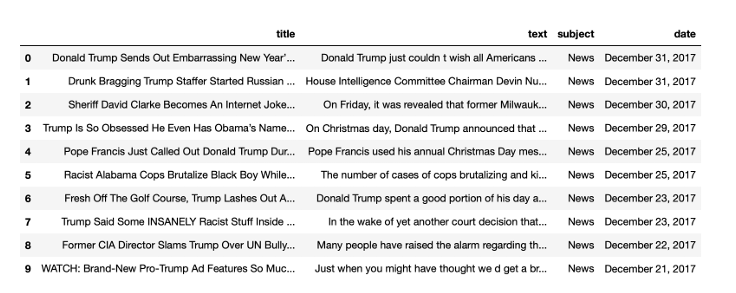 title text subject date
0 Donald Trump Sends Out Embarrassing New Year'... Donald Trump just couldn t wish all Americans ... News December 31, 2017
1 Drunk Bragging Trump Staffer Started Russian ... House Intelligence Committee Chairman Devin Nu... News December 31, 2017
2 Sheriff David Clarke Becomes An Internet Joke... On Friday, it was revealed that former Milwauk... News December 30, 2017
3 Trump Is So Obsessed He Even Has Obama's Name... On Christmas day, Donald Trump announced that ... News December 29, 2017
4 Pope Francis Just Called Out Donald Trump Dur... Pope Francis used his annual Christmas Day mes... News December 25, 2017
5 Racist Alabama Cops Brutalize Black Boy While... The number of cases of cops brutalizing and ki... News December 25, 2017
6 Fresh Off The Golf Course, Trump Lashes Out A... Donald Trump spent a good portion of his day a... News December 23, 2017
7 Trump Said Some INSANELY Racist Stuff Inside ... In the wake of yet another court decision that... News December 23, 2017
8 Former CIA Director Slams Trump Over UN Bully... Many people have raised the alarm regarding th... News December 22, 2017
9 WATCH: Brand-New Pro-Trump Ad Features So Muc... Just when you might have thought we d get a br... News December 21, 2017